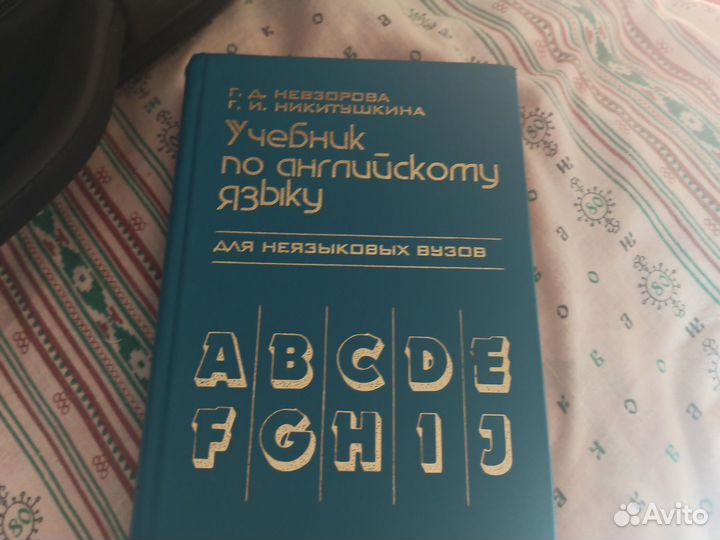 Г. Д. НЕВЗОРОВА
Г. И. НИКИТУШКИНА
Учебник
по английскому
языку
ДЛЯ НЕЯЗЫКОВЫХ ВУЗОВ
A B C D E
F G H I J
Avito